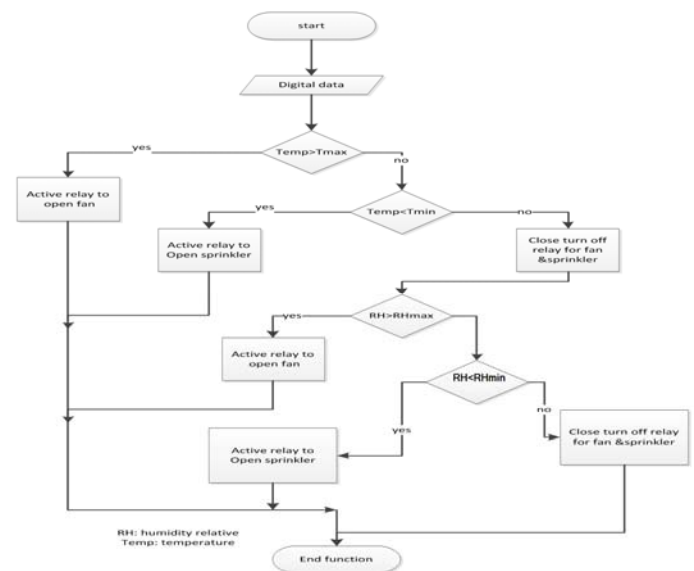 start
Digital data
Temp>Tmax
yes
no
Active relay to
open fan
Temp<Tmin
yes
no
Active relay to
Open sprinkler
Close turn off
relay for fan
&sprinkler
RH>RHmax
yes
Active relay to
open fan
RH<RHmin
yes
no
Active relay to
Open sprinkler
Close turn off relay
for fan &sprinkler
RH: humidity relative
Temp: temperature
End function